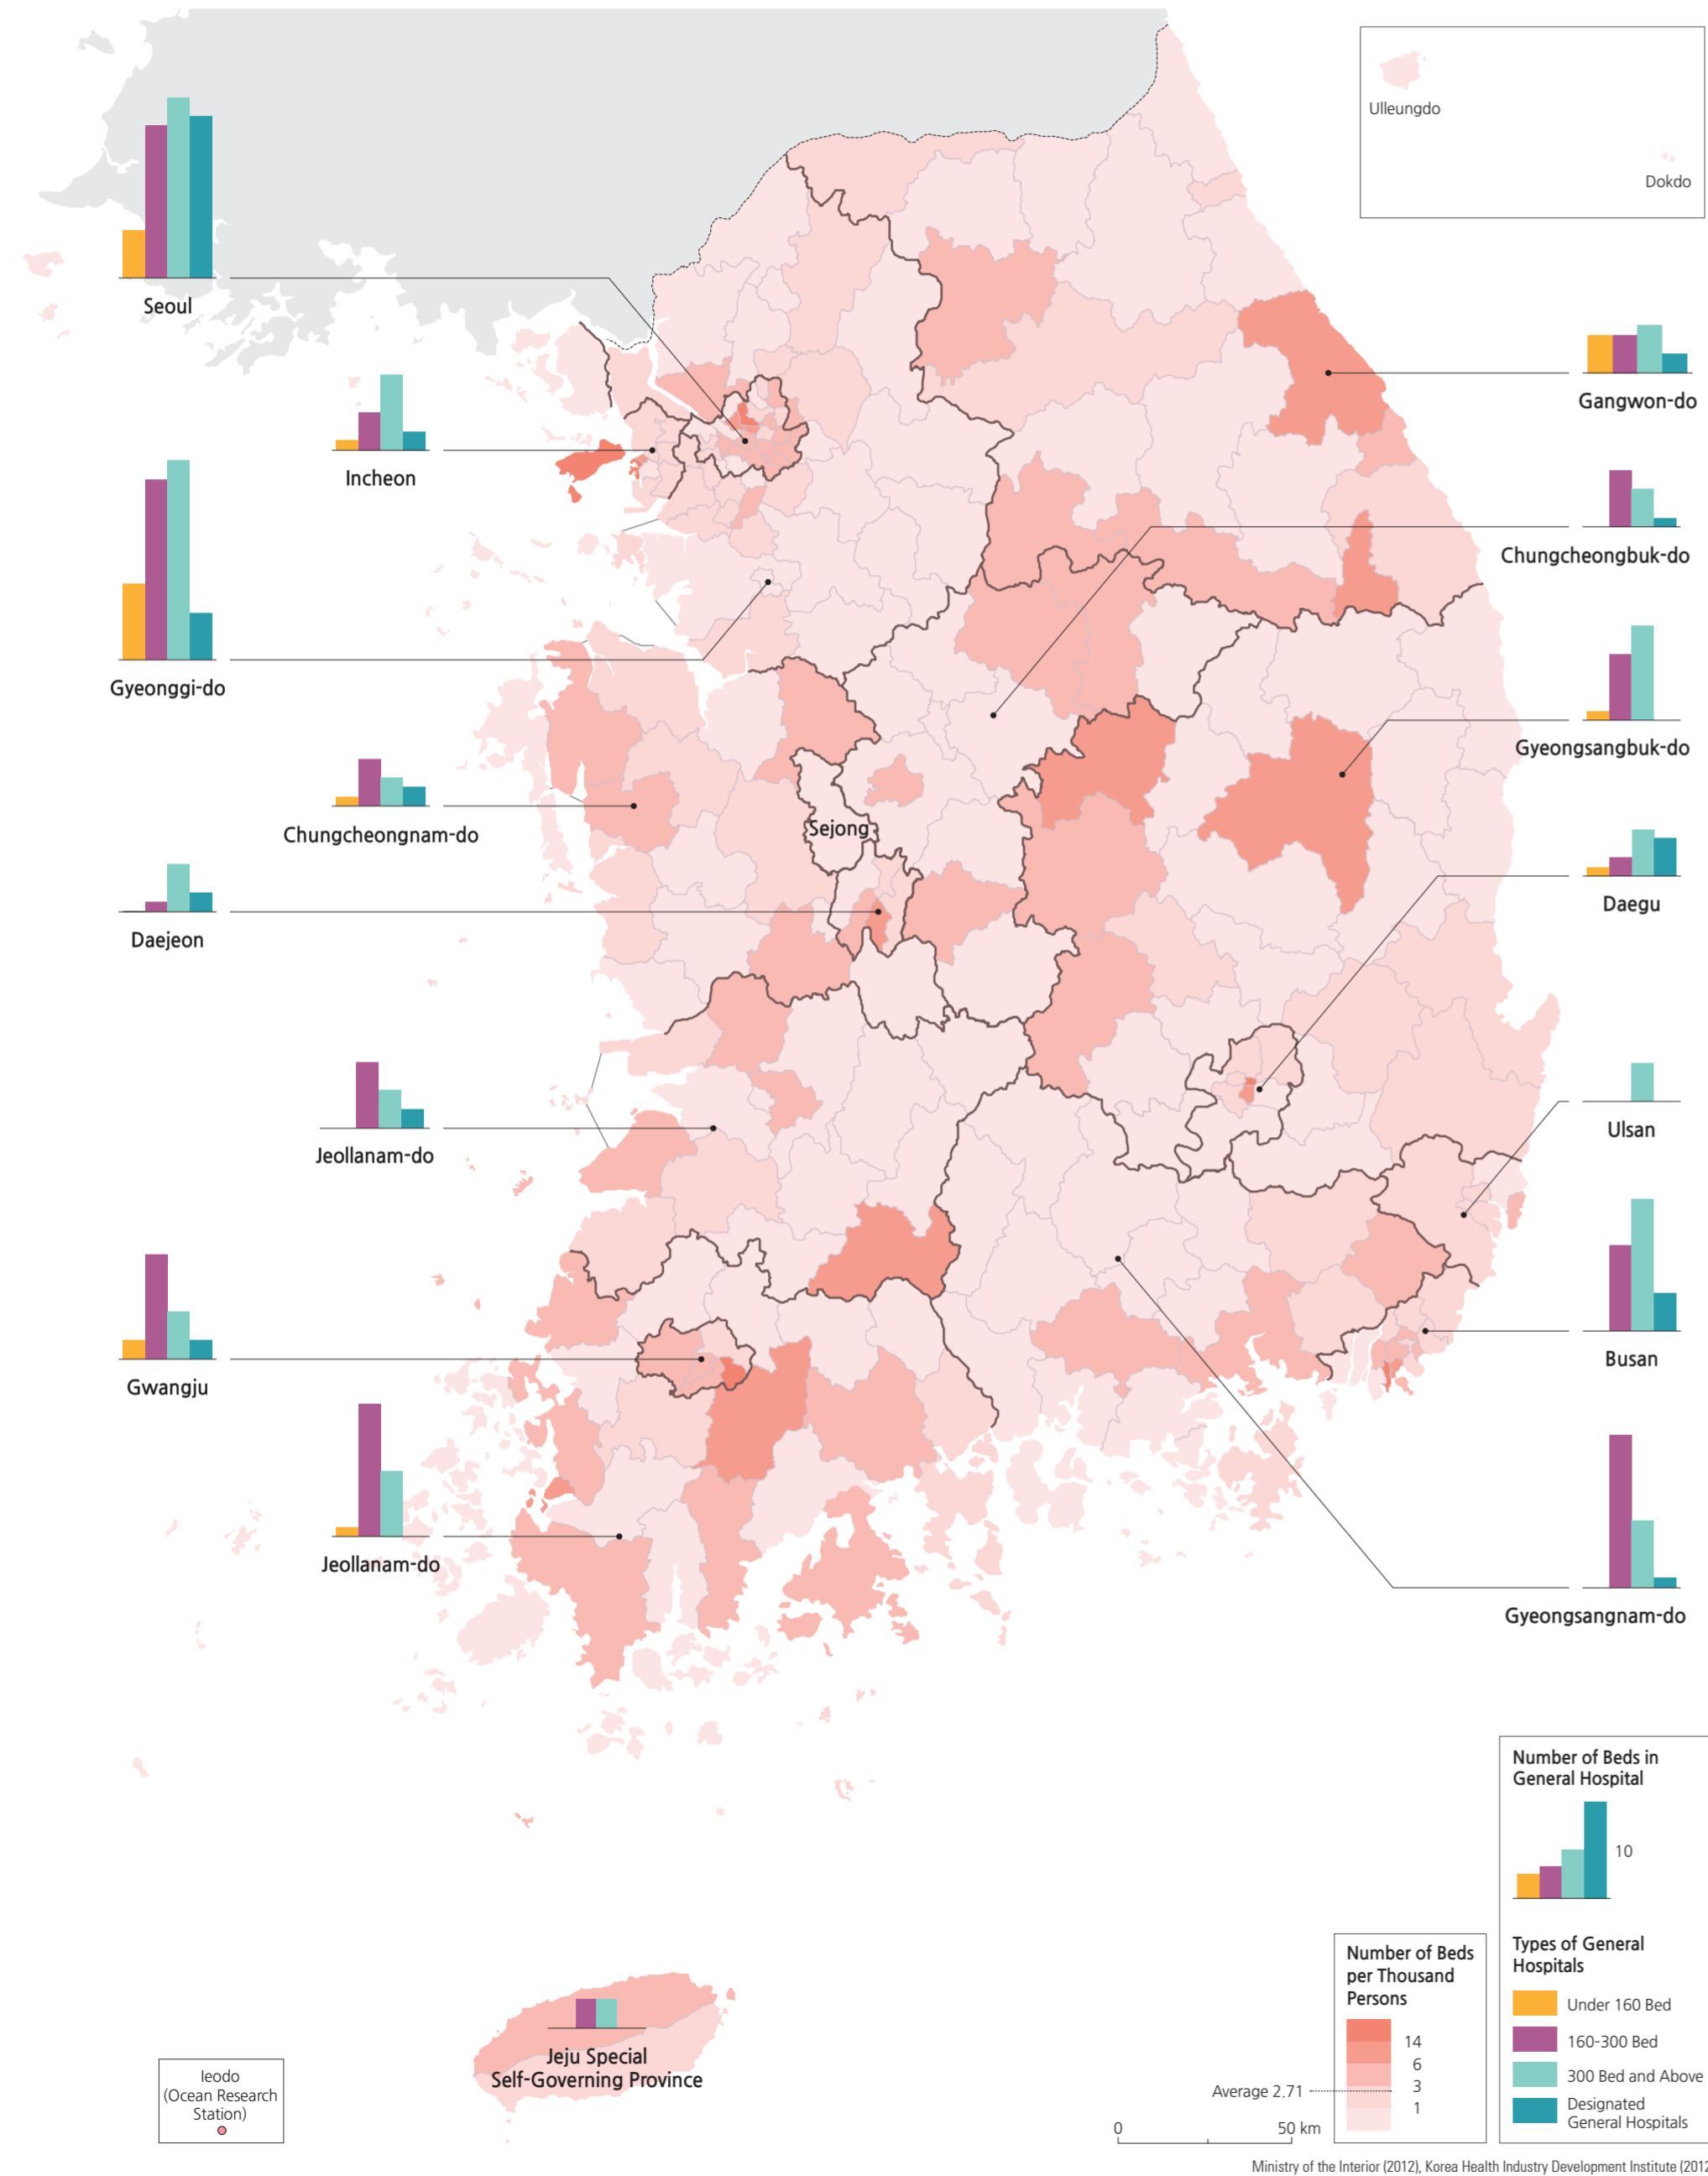 Ulleungdo
Dokdo
Seoul
Gangwon-do
Incheon
Chungcheongbuk-do
Gyeonggi-do
Gyeongsangbuk-do
Chungcheongnam-do
Sejong
Daegu
Daejeon
Ulsan
Jeollanam-do
Busan
Gwangju
Jeollanam-do
Gyeongsangnam-do
Number of Beds in
General Hospital
10
Types of General
Hospitals
Under 160 Bed
160-300 Bed
300 Bed and Above
Designated
General Hospitals
Number of Beds
per Thousand
Persons
14
6
3
1
Average 2.71
0 50 km
Jeju Special
Self-Governing Province
Ieodo
(Ocean Research
Station)
Ministry of the Interior (2012), Korea Health Industry Development Institute (2012